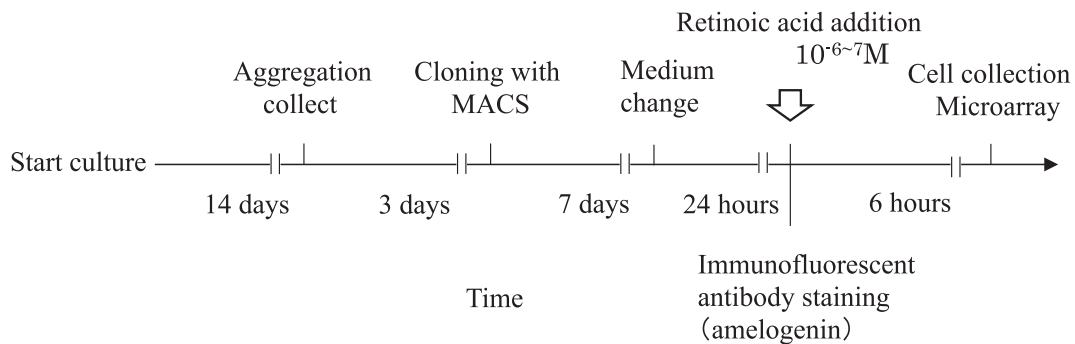 Retinoic acid addition
10⁻⁶~⁷M
Aggregation
collect
Cloning with
MACS
Medium
change
Cell collection
Microarray
Start culture
14 days
3 days
7 days
24 hours
6 hours
Immunofluorescent
antibody staining
(amelogenin)
Time